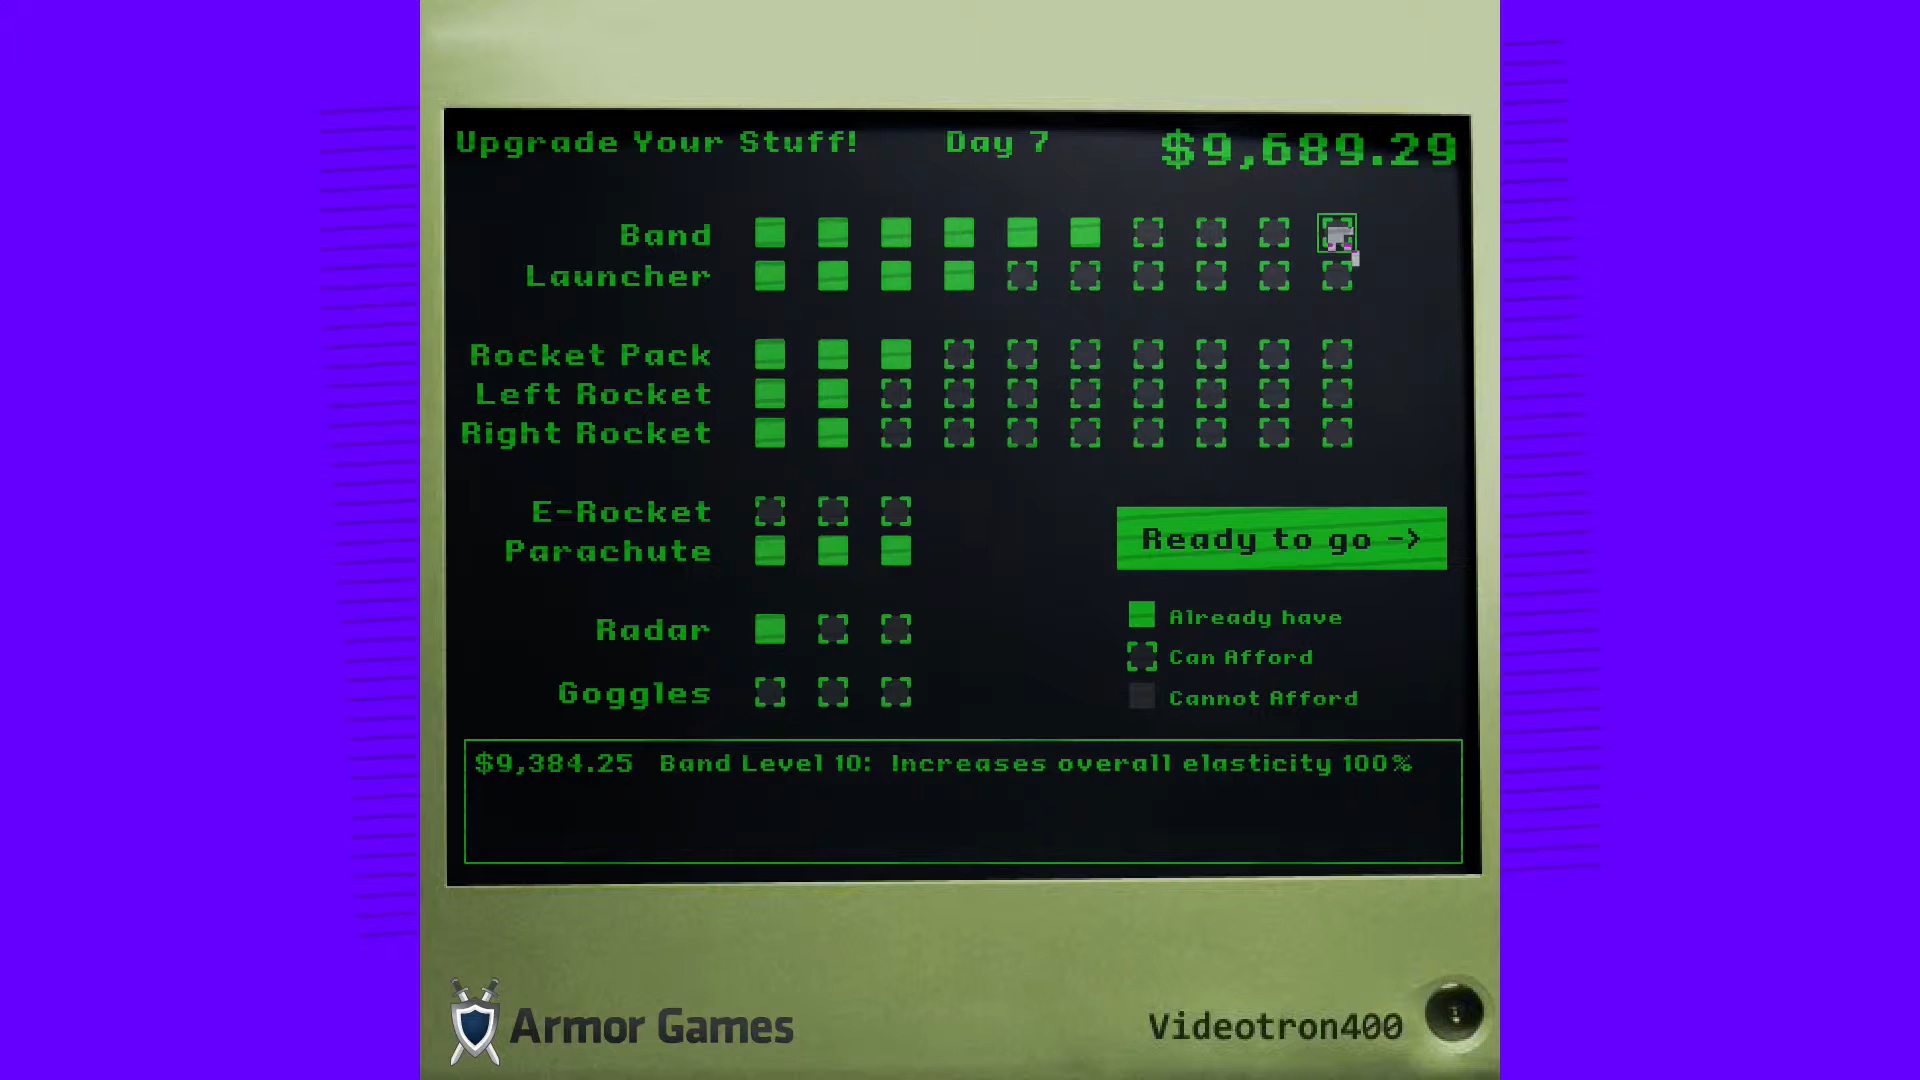 Upgrade Your Stuff! Day 7 $9,689.29
Band
Launcher
Rocket Pack
Left Rocket
Right Rocket
E-Rocket
Parachute
Ready to go ->
Already have
Radar
Can Afford
Goggles
Cannot Afford
$9,384.25 Band Level 10: Increases overall elasticity 100%
Armor Games
Videotron400